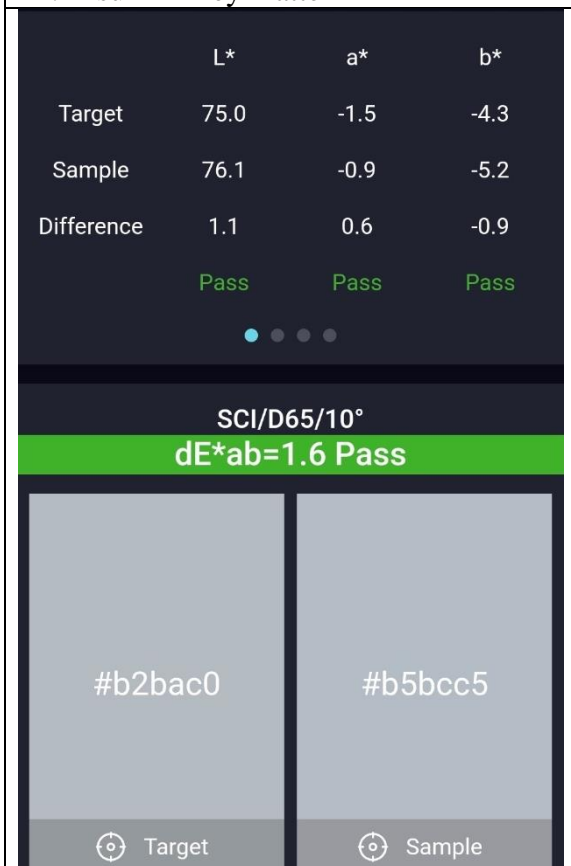 L* a* b*
Target 75.0 -1.5 -4.3
Sample 76.1 -0.9 -5.2
Difference 1.1 0.6 -0.9
Pass Pass Pass
SCI/D65/10°
dE*ab=1.6 Pass
#b2bac0 #b5bcc5
Target Sample